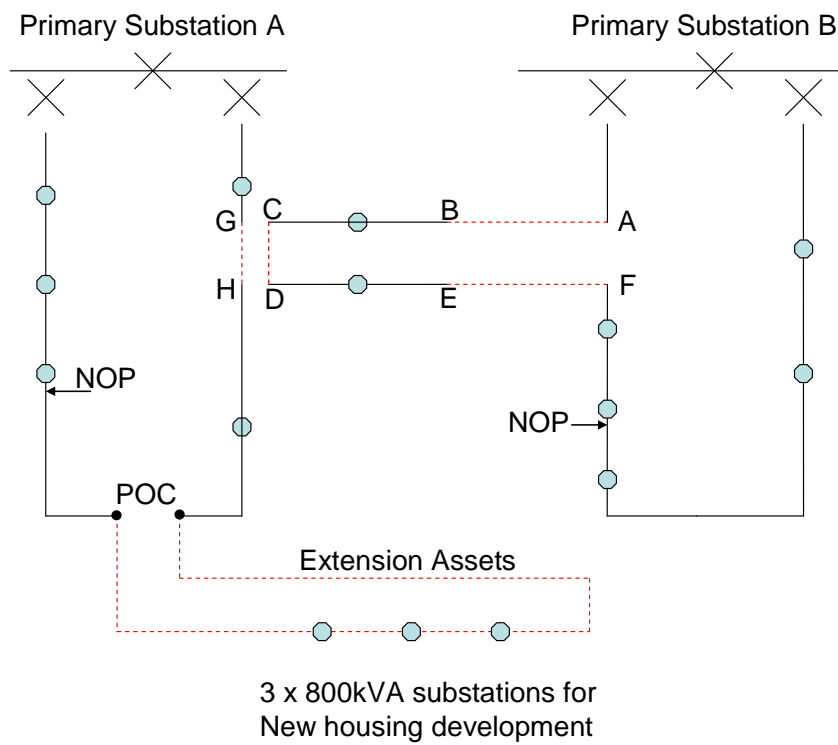 Primary Substation A
Primary Substation B
G
C
B
A
H
D
E
F
NOP
NOP
POC
Extension Assets
3 x 800kVA substations for
New housing development